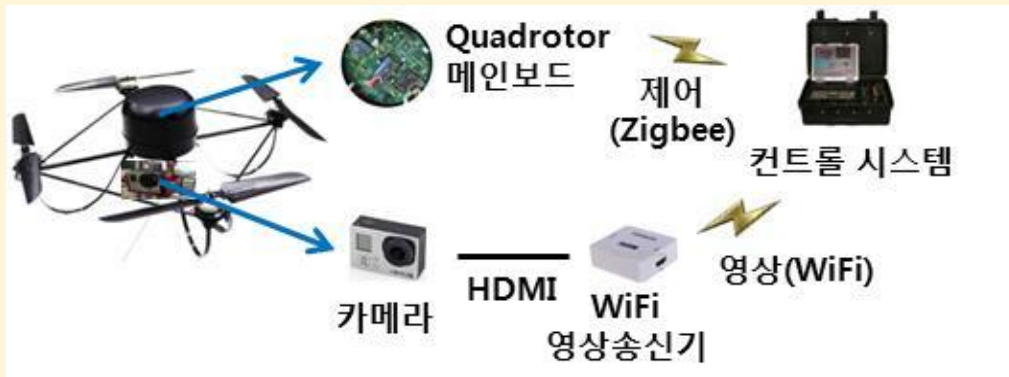 Quadrotor
메인보드
제어
(Zigbee)
컨트롤 시스템
카메라
HDMI
WiFi
영상송신기
영상(WiFi)